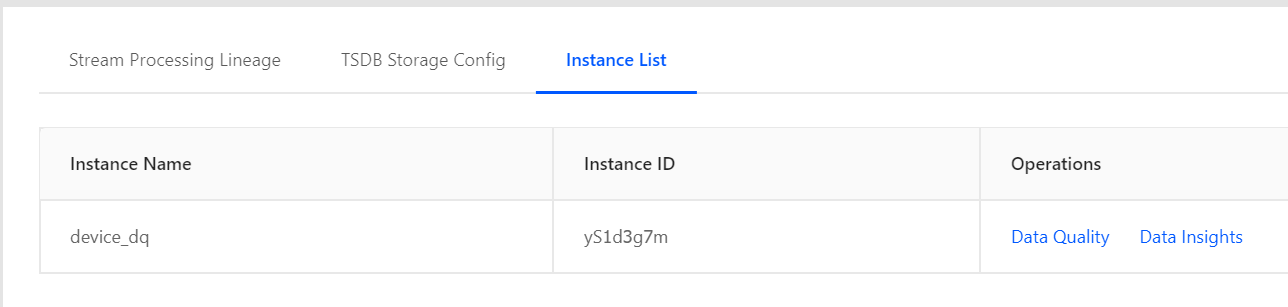 Stream Processing Lineage TSDB Storage Config Instance List
Instance Name Instance ID Operations
device_dq yS1d3g7m Data Quality Data Insights